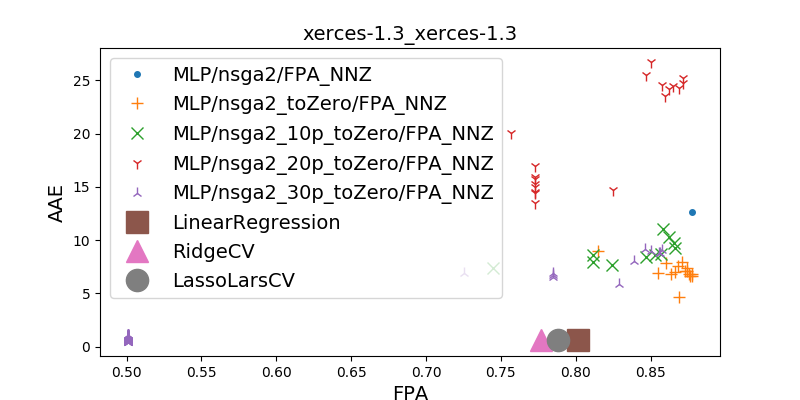 xerces-1.3_xerces-1.3
MLP/nsga2/FPA_NNZ
MLP/nsga2_toZero/FPA_NNZ
MLP/nsga2_10p_toZero/FPA_NNZ
MLP/nsga2_20p_toZero/FPA_NNZ
MLP/nsga2_30p_toZero/FPA_NNZ
LinearRegression
RidgeCV
LassoLarsCV
AAE
25
20
15
10
5
0
0.50 0.55 0.60 0.65 0.70 0.75 0.80 0.85
FPA